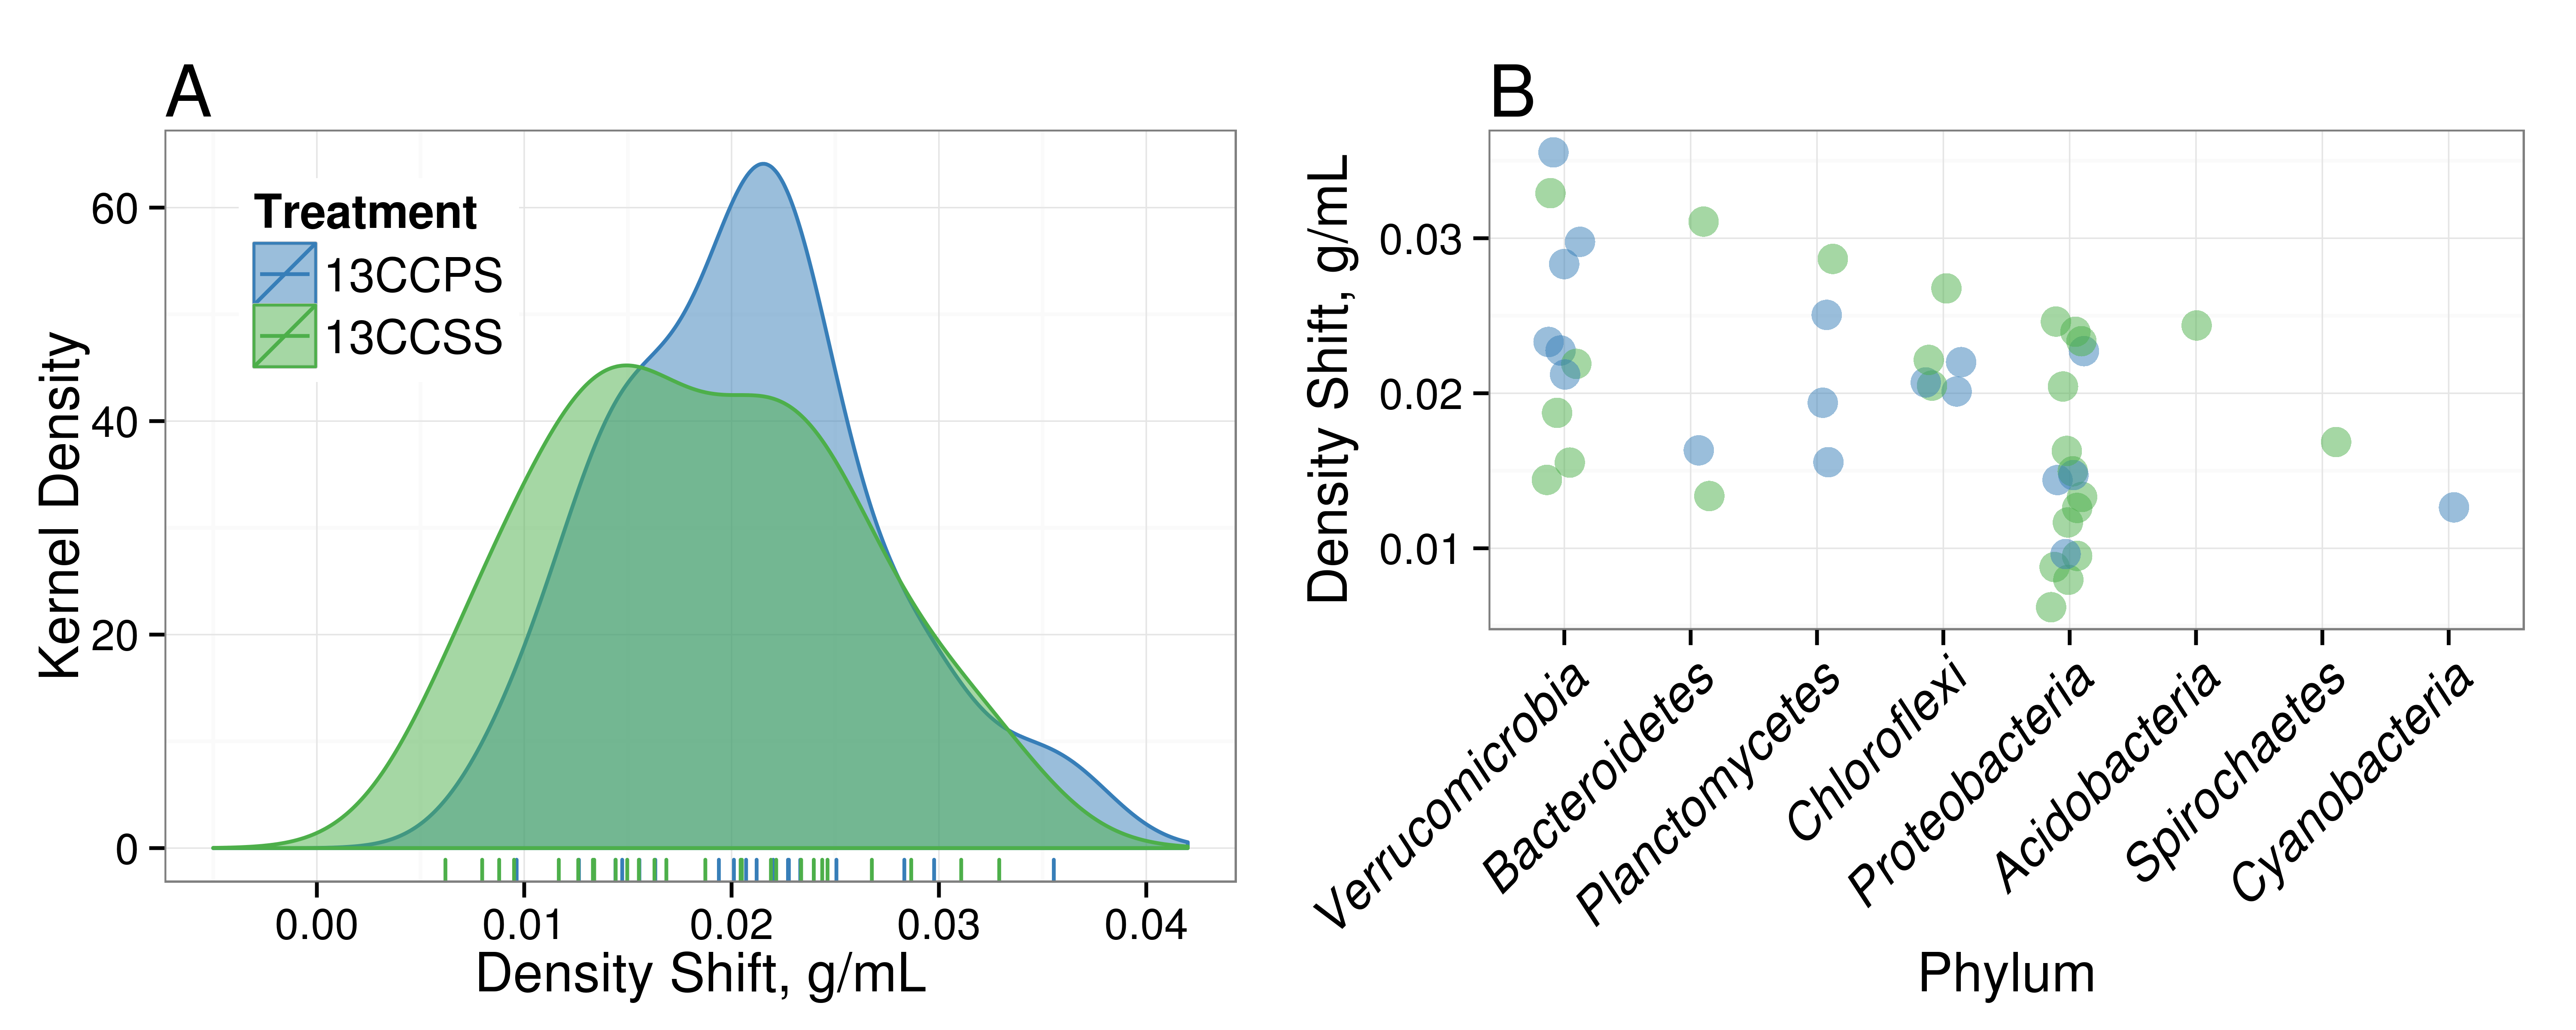 A
Kernel Density
60
40
20
0
Treatment
13CCPS
13CCSS
0.00 0.01 0.02 0.03 0.04
Density Shift, g/mL
B
Density Shift, g/mL
0.03
0.02
0.01
Verrucomicrobia
Bacteroidetes
Planctomycetes
Chloroflexi
Proteobacteria
Acidobacteria
Spirochaetes
Cyanobacteria
Phylum